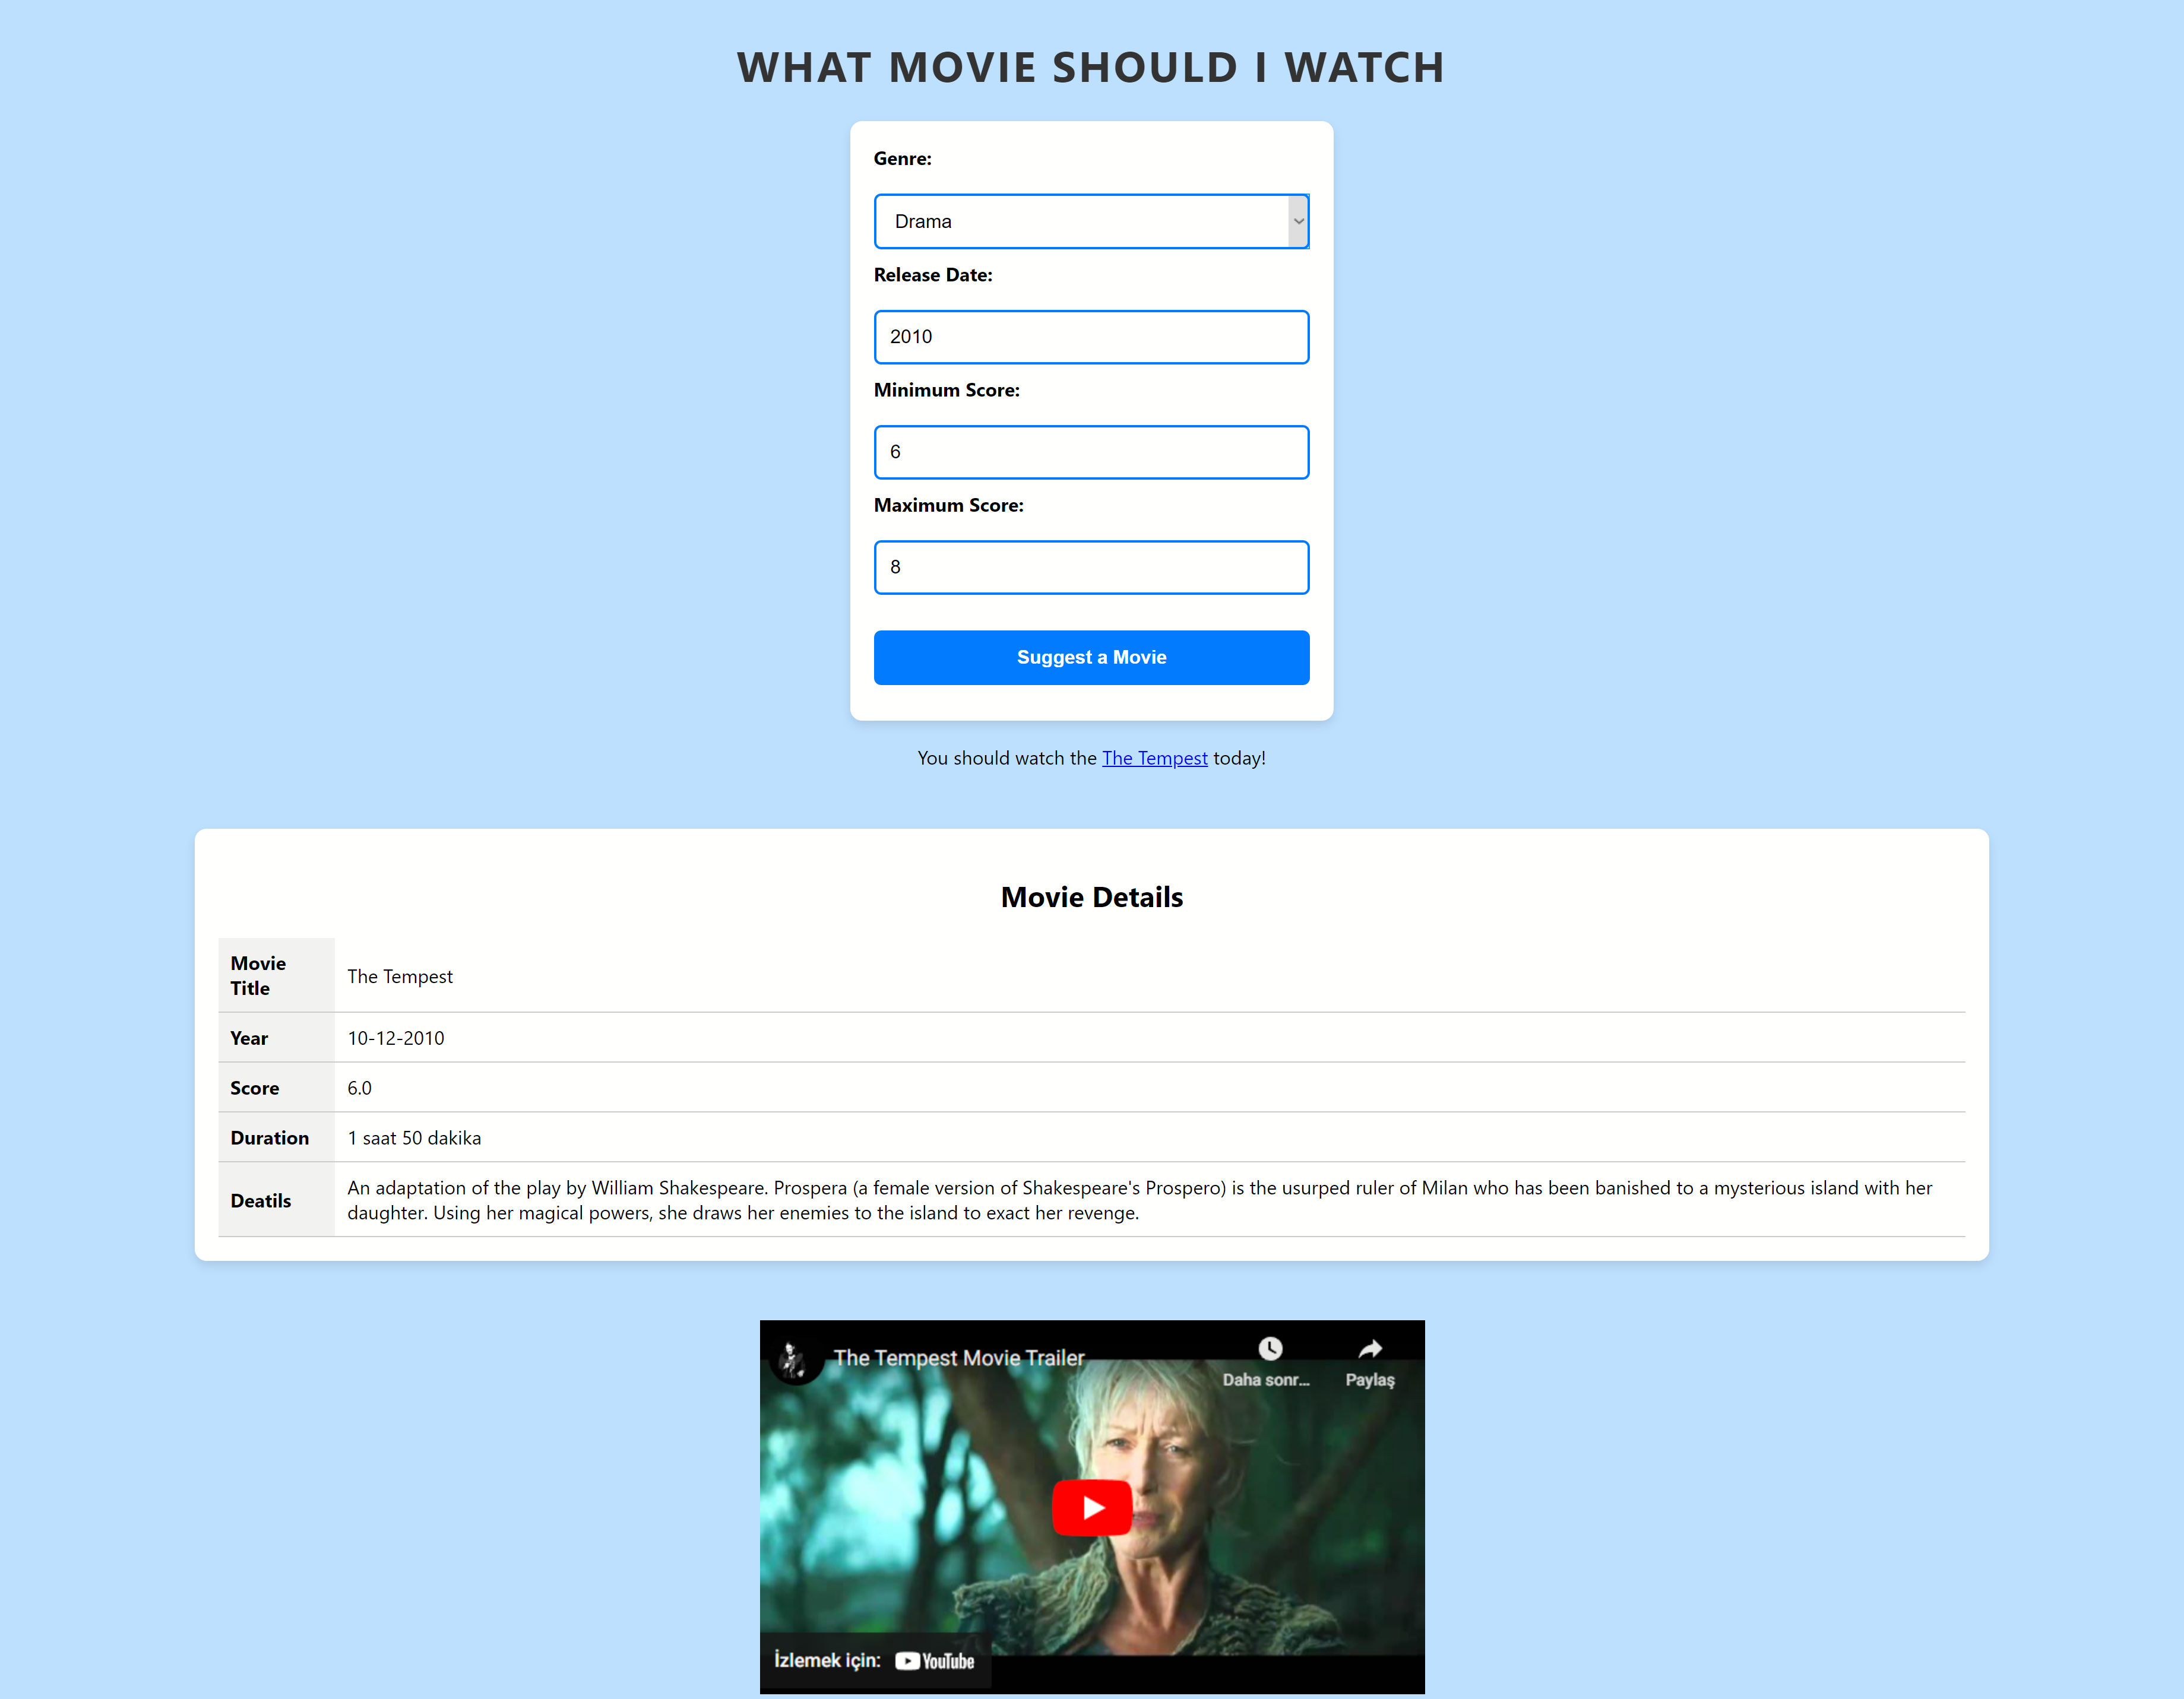 WHAT MOVIE SHOULD I WATCH
Genre:
Drama
Release Date:
2010
Minimum Score:
6
Maximum Score:
8
Suggest a Movie
You should watch the The Tempest today!
Movie Details
Movie
Title
The Tempest
Year
10-12-2010
Score
6.0
Duration
1 saat 50 dakika
Deatils
An adaptation of the play by William Shakespeare. Prospera (a female version of Shakespeare's Prospero) is the usurped ruler of Milan who has been banished to a mysterious island with her
daughter. Using her magical powers, she draws her enemies to the island to exact her revenge.
The Tempest Movie Trailer
Daha sonr...
Paylaş
İzlemek için: YouTube